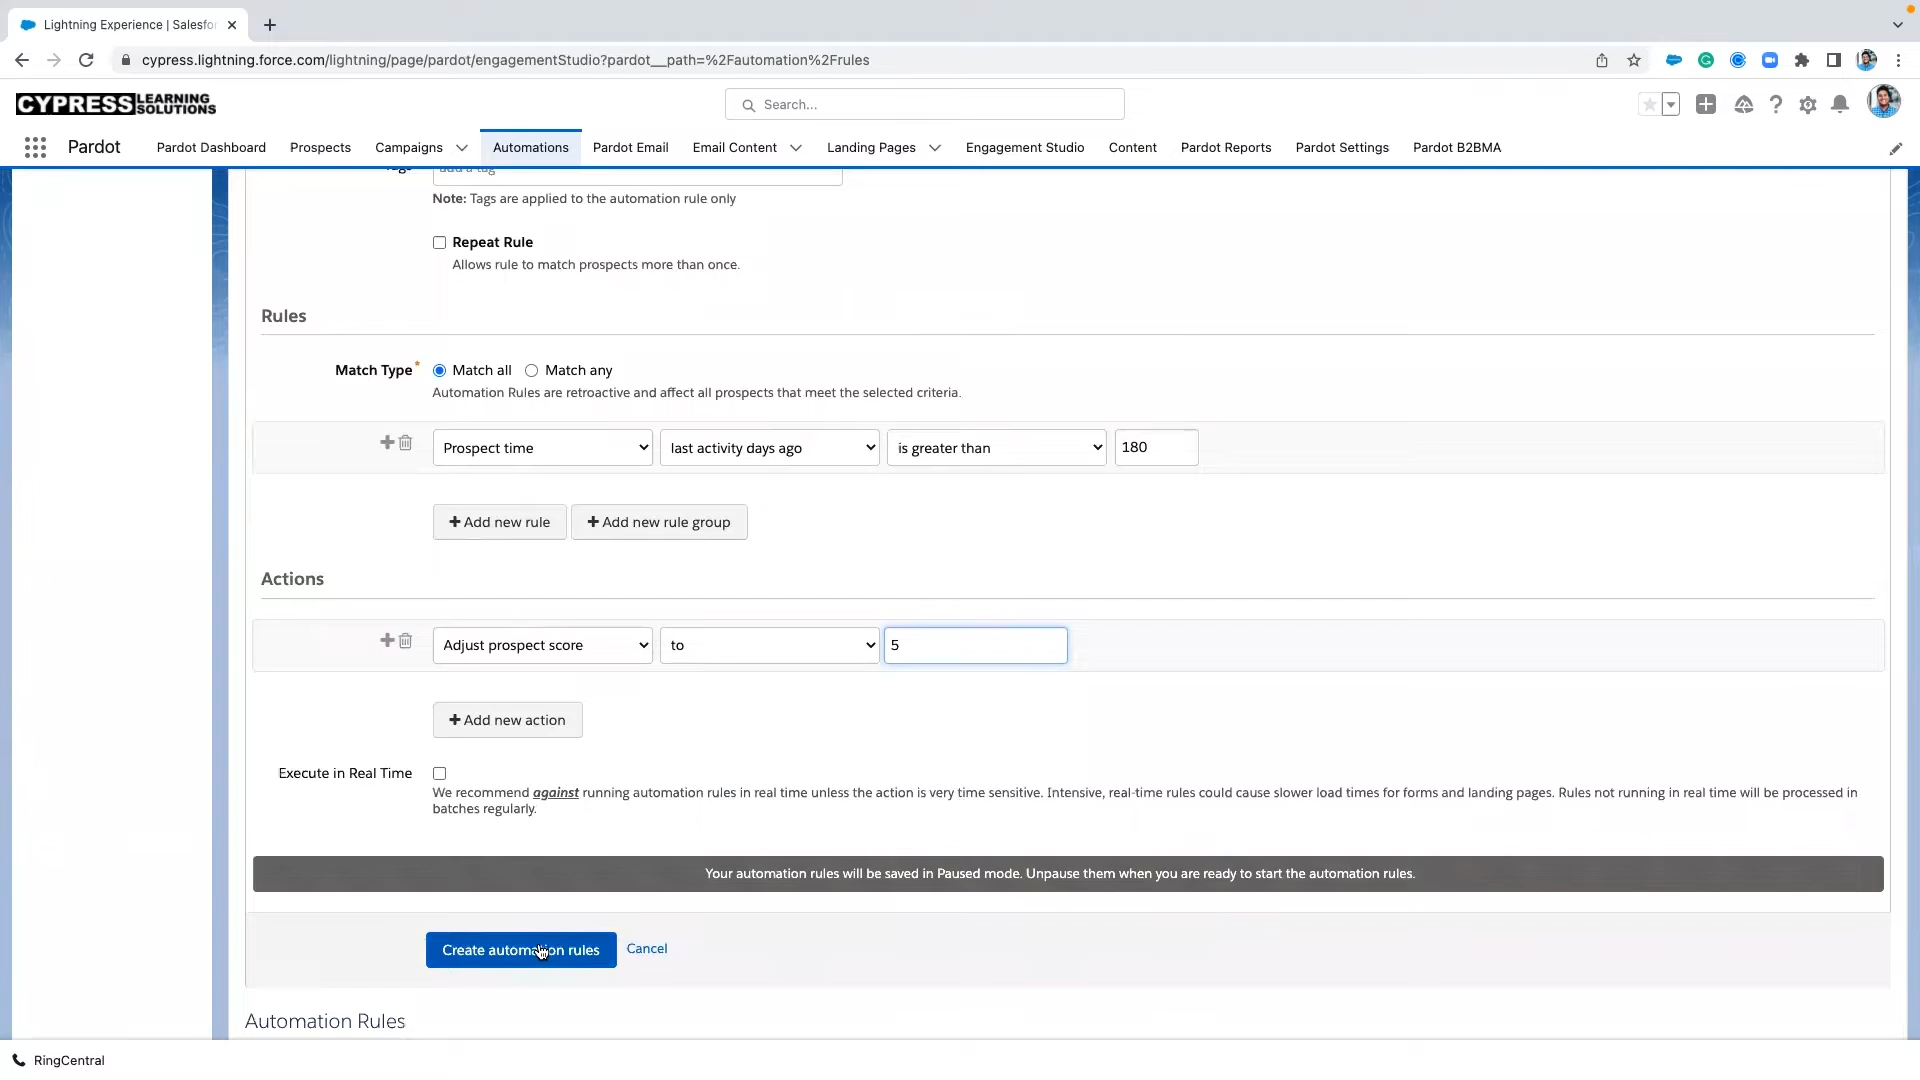 Lightning Experience | Salesfor
cypress.lightning.force.com/lightning/page/pardot/engagementStudio?pardot__path=%2Fautomation%2Frules
CYPRESS LEARNING SOLUTIONS
Search...
Pardot
Pardot Dashboard
Prospects
Campaigns
Automations
Pardot Email
Email Content
Landing Pages
Engagement Studio
Content
Pardot Reports
Pardot Settings
Pardot B2BMA
Tags
add a tag
Note: Tags are applied to the automation rule only
Repeat Rule
Allows rule to match prospects more than once.
Rules
Match Type* Match all Match any
Automation Rules are retroactive and affect all prospects that meet the selected criteria.
Prospect time last activity days ago is greater than 180
+ Add new rule + Add new rule group
Actions
Adjust prospect score to 5
+ Add new action
Execute in Real Time
We recommend against running automation rules in real time unless the action is very time sensitive. Intensive, real-time rules could cause slower load times for forms and landing pages. Rules not running in real time will be processed in
batches regularly.
Your automation rules will be saved in Paused mode. Unpause them when you are ready to start the automation rules.
Create automation rules Cancel
Automation Rules
RingCentral